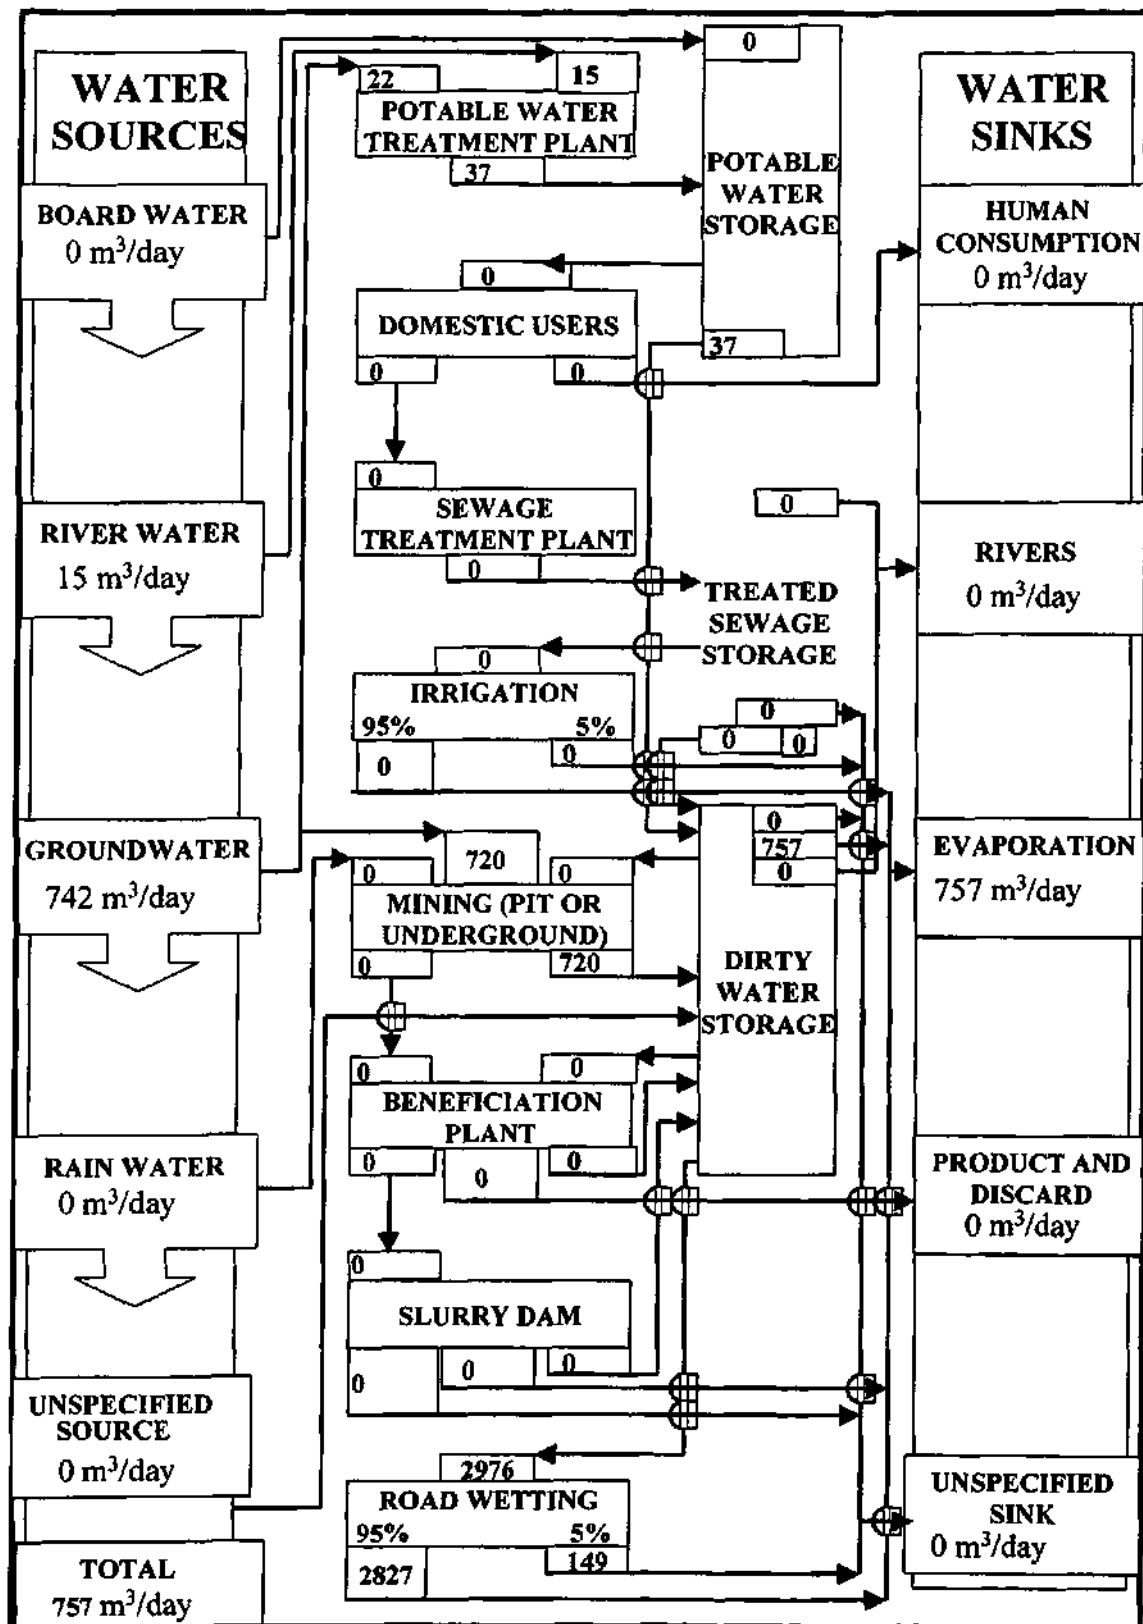 WATER
SOURCES
BOARD WATER
0 m³/day
RIVER WATER
15 m³/day
GROUNDWATER
742 m³/day
RAIN WATER
0 m³/day
UNSPECIFIED
SOURCE
0 m³/day
TOTAL
757 m³/day
22
15
POTABLE WATER
TREATMENT PLANT
37
0
DOMESTIC USERS
0
0
0
SEWAGE
TREATMENT PLANT
0
0
IRRIGATION
95%
5%
0
0
720
0
0
MINING (PIT OR
UNDERGROUND)
0
720
0
0
BENEFICIATION
PLANT
0
0
0
0
SLURRY DAM
0
0
0
2976
ROAD WETTING
95%
5%
2827
149
0
POTABLE
WATER
STORAGE
37
0
TREATED
SEWAGE
STORAGE
0
0
0
0
757
0
DIRTY
WATER
STORAGE
WATER
SINKS
HUMAN
CONSUMPTION
0 m³/day
RIVERS
0 m³/day
EVAPORATION
757 m³/day
PRODUCT AND
DISCARD
0 m³/day
UNSPECIFIED
SINK
0 m³/day